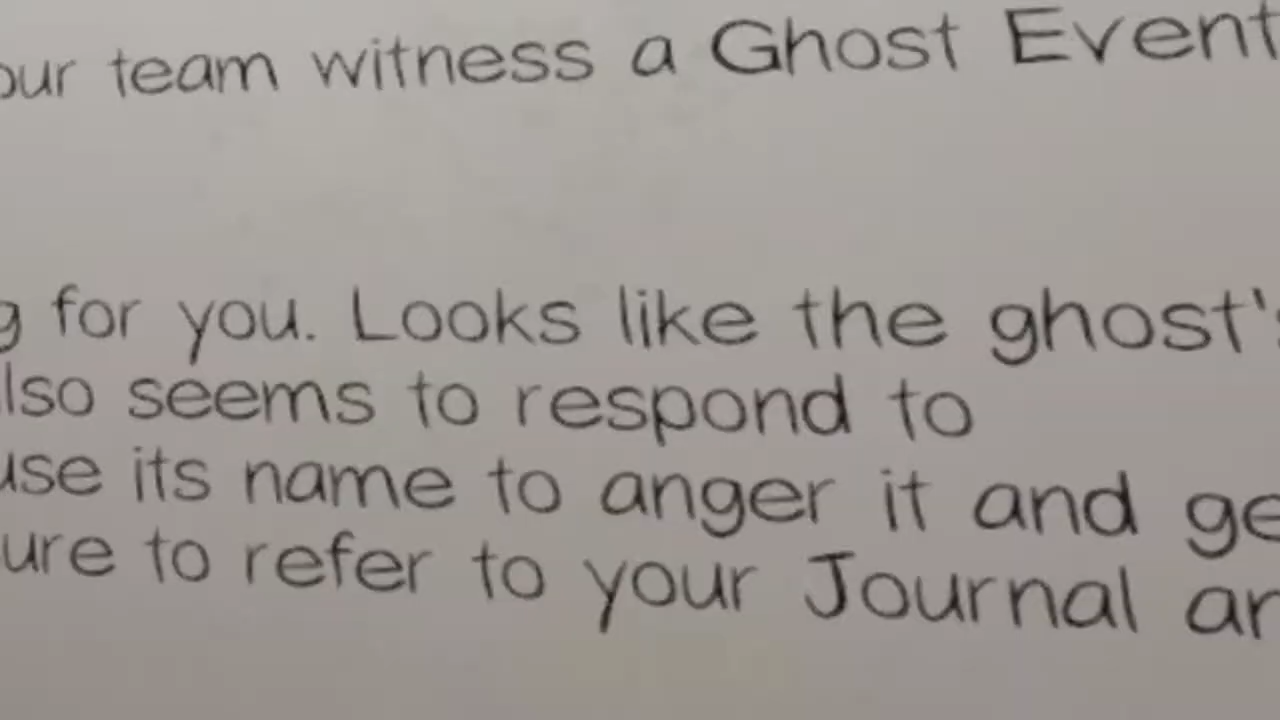 our team witness a Ghost Event
g for you. Looks like the ghost's
lso seems to respond to
use its name to anger it and ge
ure to refer to your Journal an